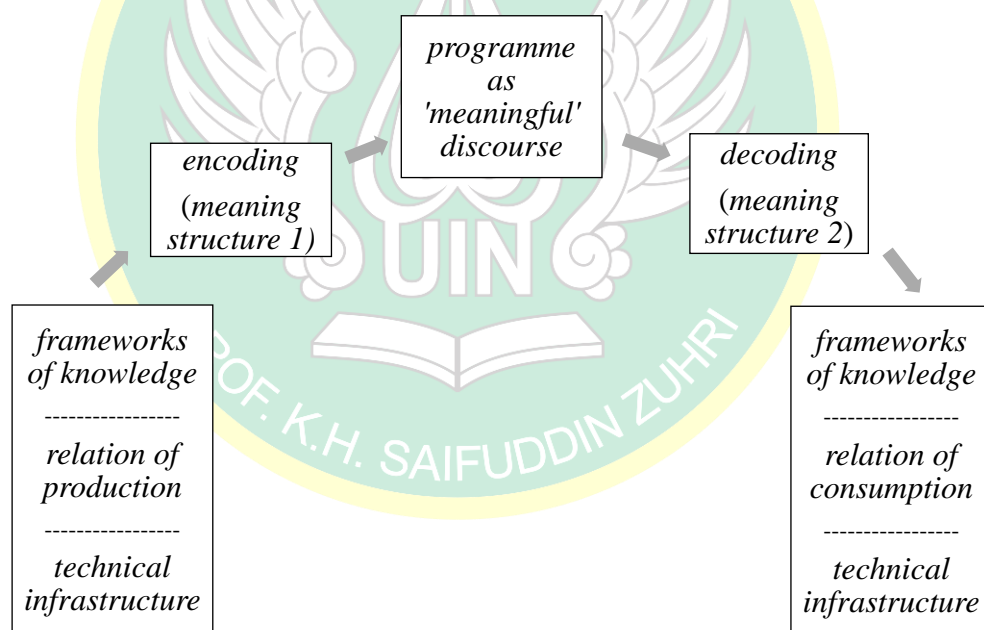 programme
as
'meaningful'
discourse
encoding
(meaning
structure 1)
decoding
(meaning
structure 2)
frameworks
of knowledge
-----------------
relation of
production
-----------------
technical
infrastructure
frameworks
of knowledge
-----------------
relation of
consumption
-----------------
technical
infrastructure
UIN
PROF. K.H. SAIFUDDIN ZUHRI